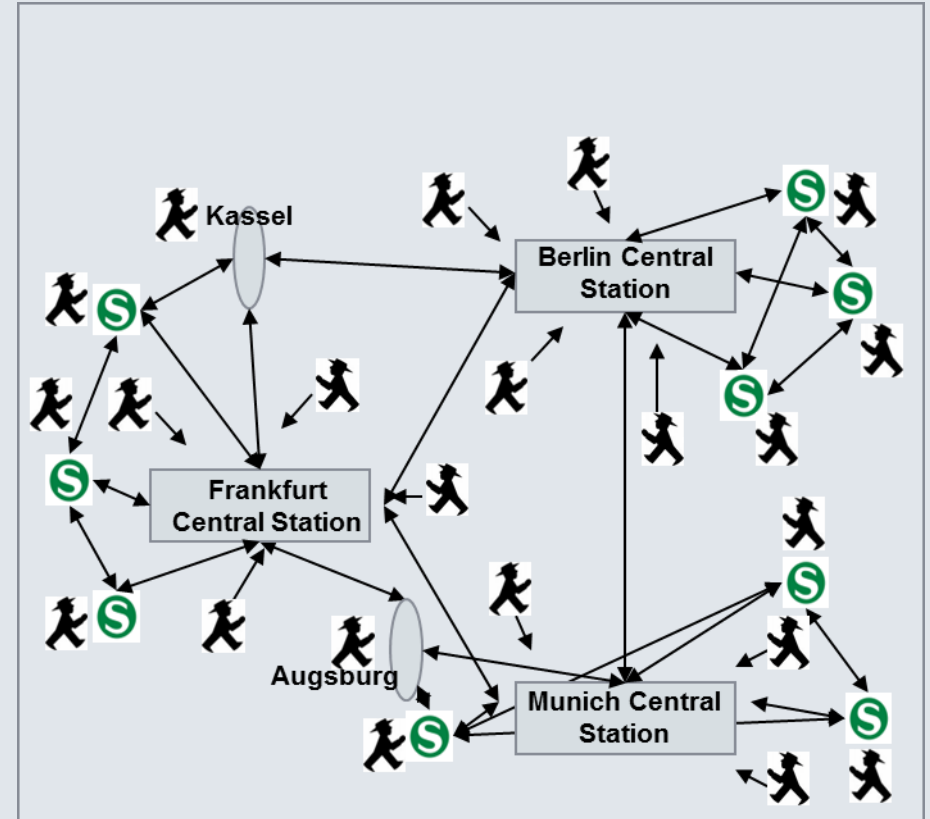 Kassel
Berlin Central
Station
S
S
S
S
Frankfurt
Central Station
S
S
S
Augsburg
Munich Central
Station
S
S